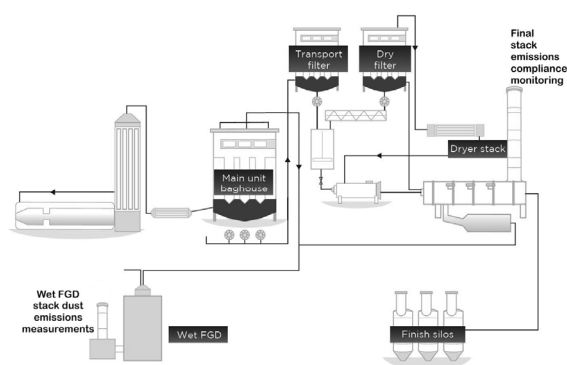 Final
stack
emissions
compliance
monitoring
Transport
filter
Dry
filter
Dryer stack
Main unit
baghouse
Wet FGD
stack dust
emissions
measurements
Wet FGD
Finish silos